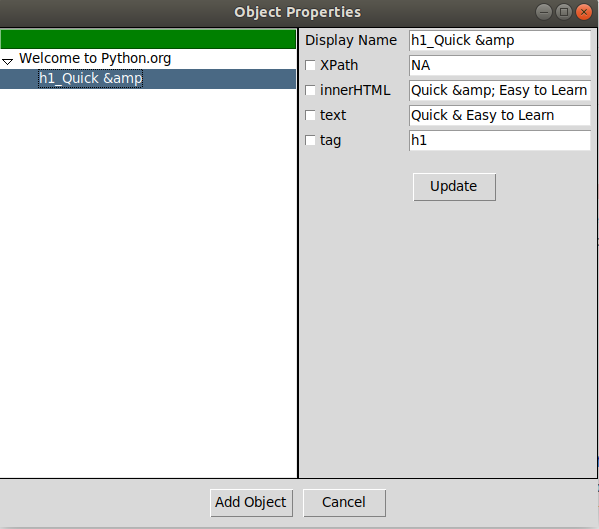 Object Properties
Welcome to Python.org
h1_Quick &amp
Display Name h1_Quick &amp
XPath NA
innerHTML Quick &amp; Easy to Learn
text Quick & Easy to Learn
tag h1
Update
Add Object Cancel